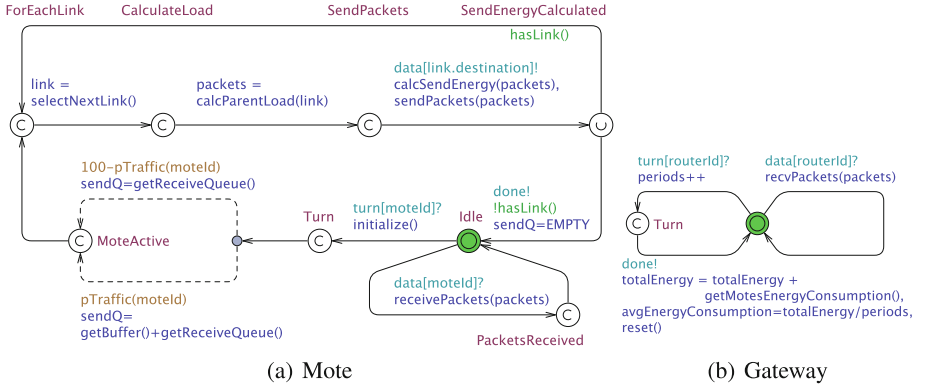 ForEachLink
CalculateLoad
SendPackets
SendEnergyCalculated
hasLink()
link =
selectNextLink()
packets =
calcParentLoad(link)
data[link.destination]!
calcSendEnergy(packets),
sendPackets(packets)
C
C
C
100-pTraffic(moteId)
sendQ=getReceiveQueue()
Turn
turn[moteId]?
initialize()
Idle
done!
!hasLink()
sendQ=EMPTY
C
MoteActive
C
pTraffic(moteId)
sendQ=
getBuffer()+getReceiveQueue()
data[moteId]?
receivePackets(packets)
C
PacketsReceived
(a) Mote
turn[routerId]?
periods++
data[routerId]?
recvPackets(packets)
C
Turn
done!
totalEnergy = totalEnergy +
getMotesEnergyConsumption(),
avgEnergyConsumption=totalEnergy/periods,
reset()
(b) Gateway